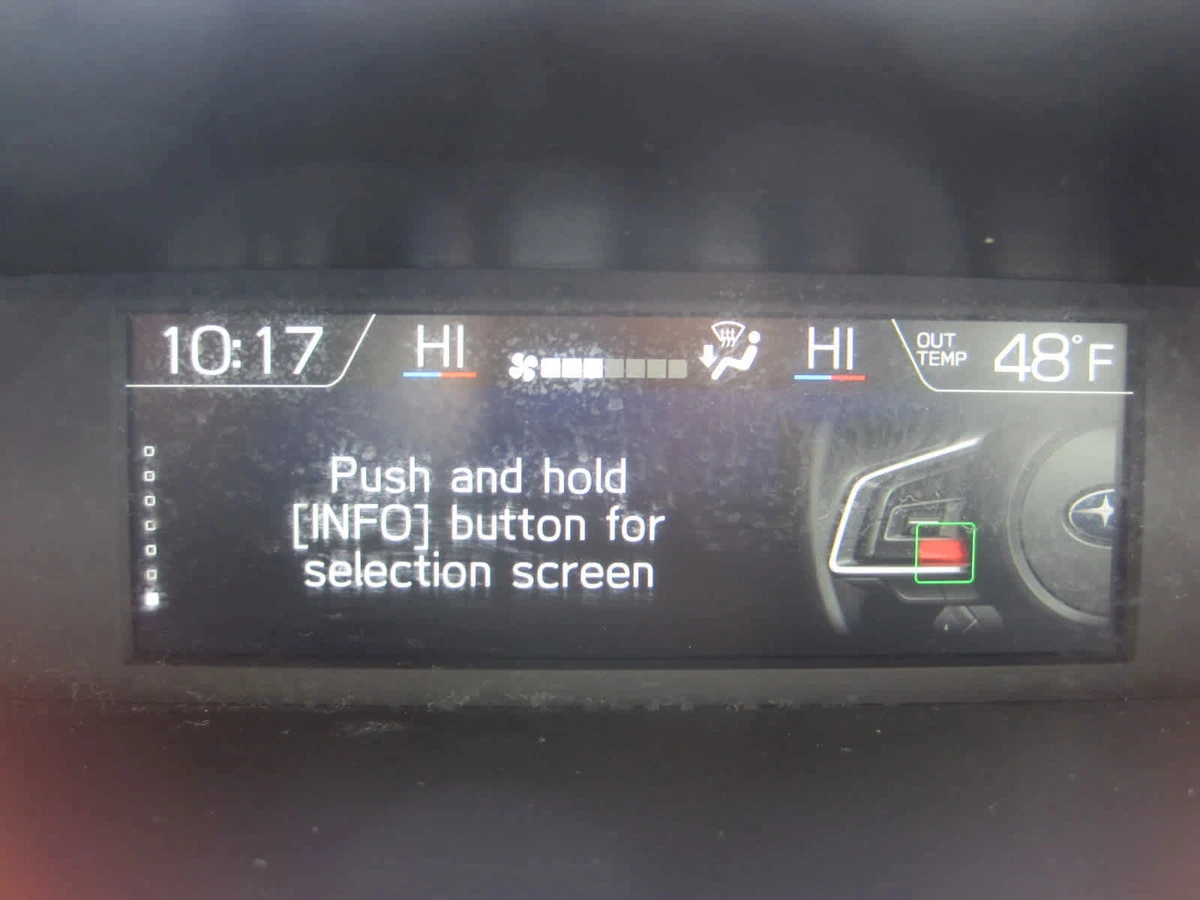 10:17
HI
HI
OUT
TEMP
48°F
Push and hold
[INFO] button for
selection screen